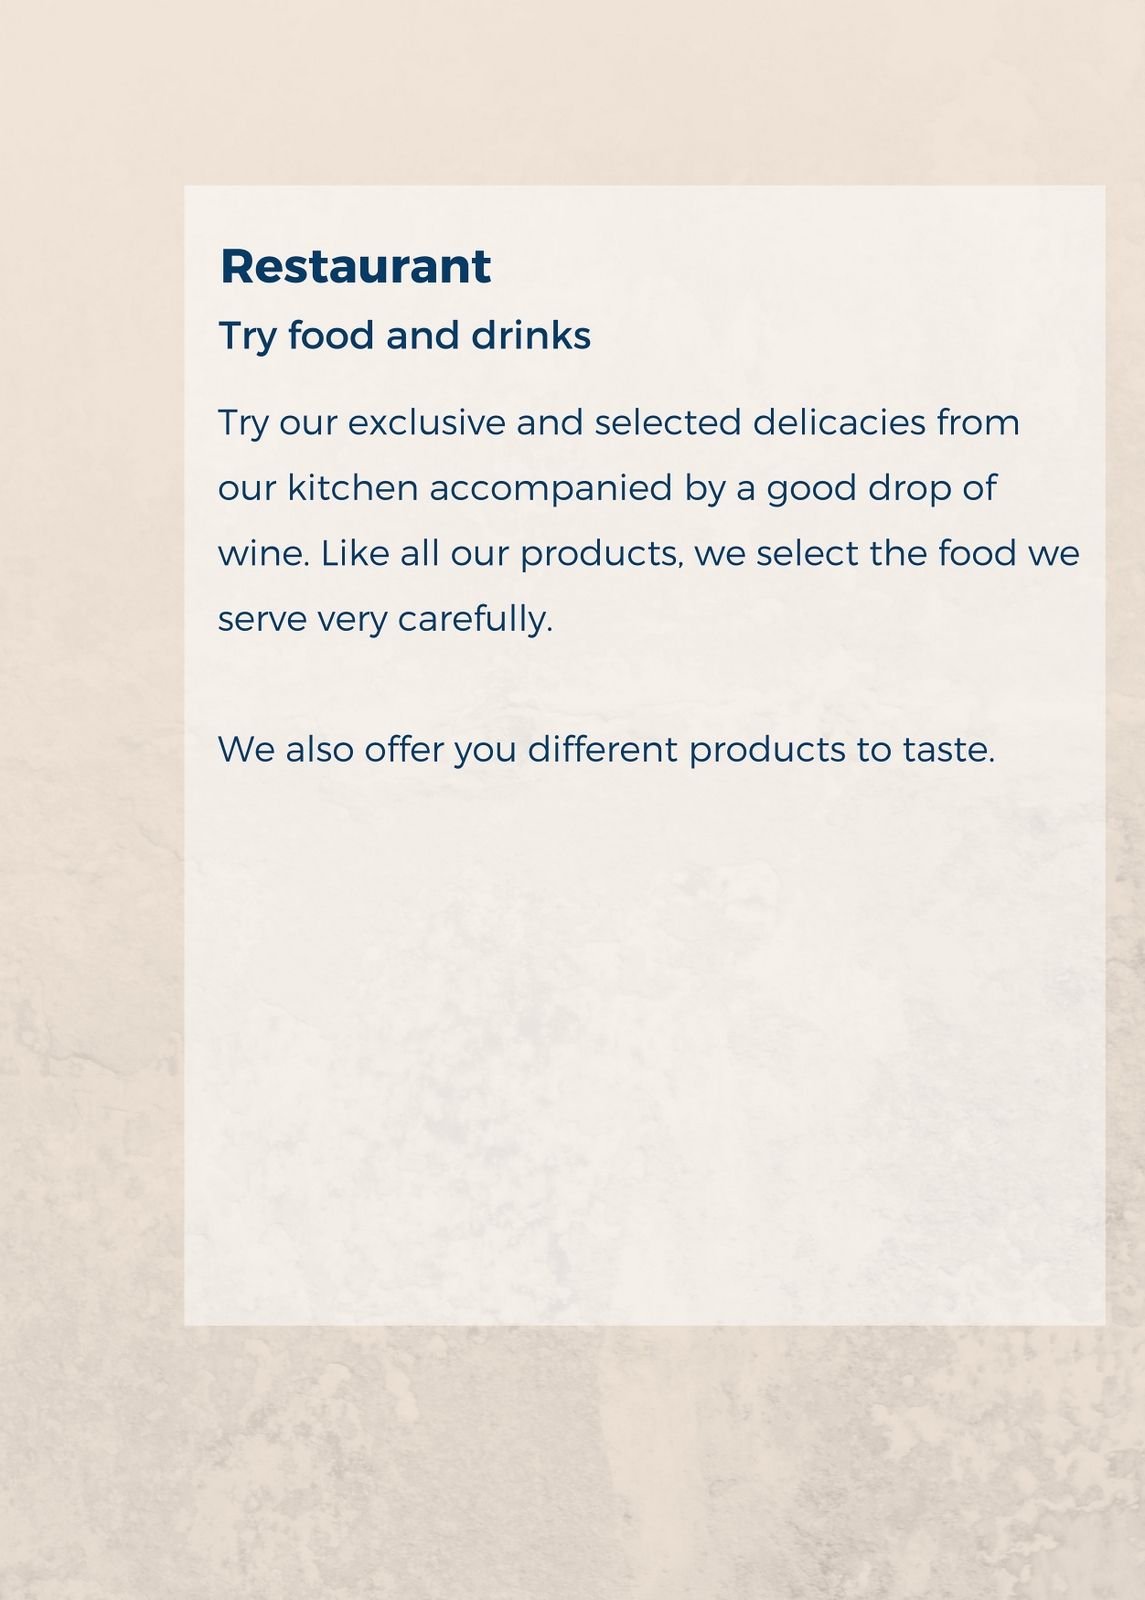 Restaurant
Try food and drinks
Try our exclusive and selected delicacies from
our kitchen accompanied by a good drop of
wine. Like all our products, we select the food we
serve very carefully.
We also offer you different products to taste.